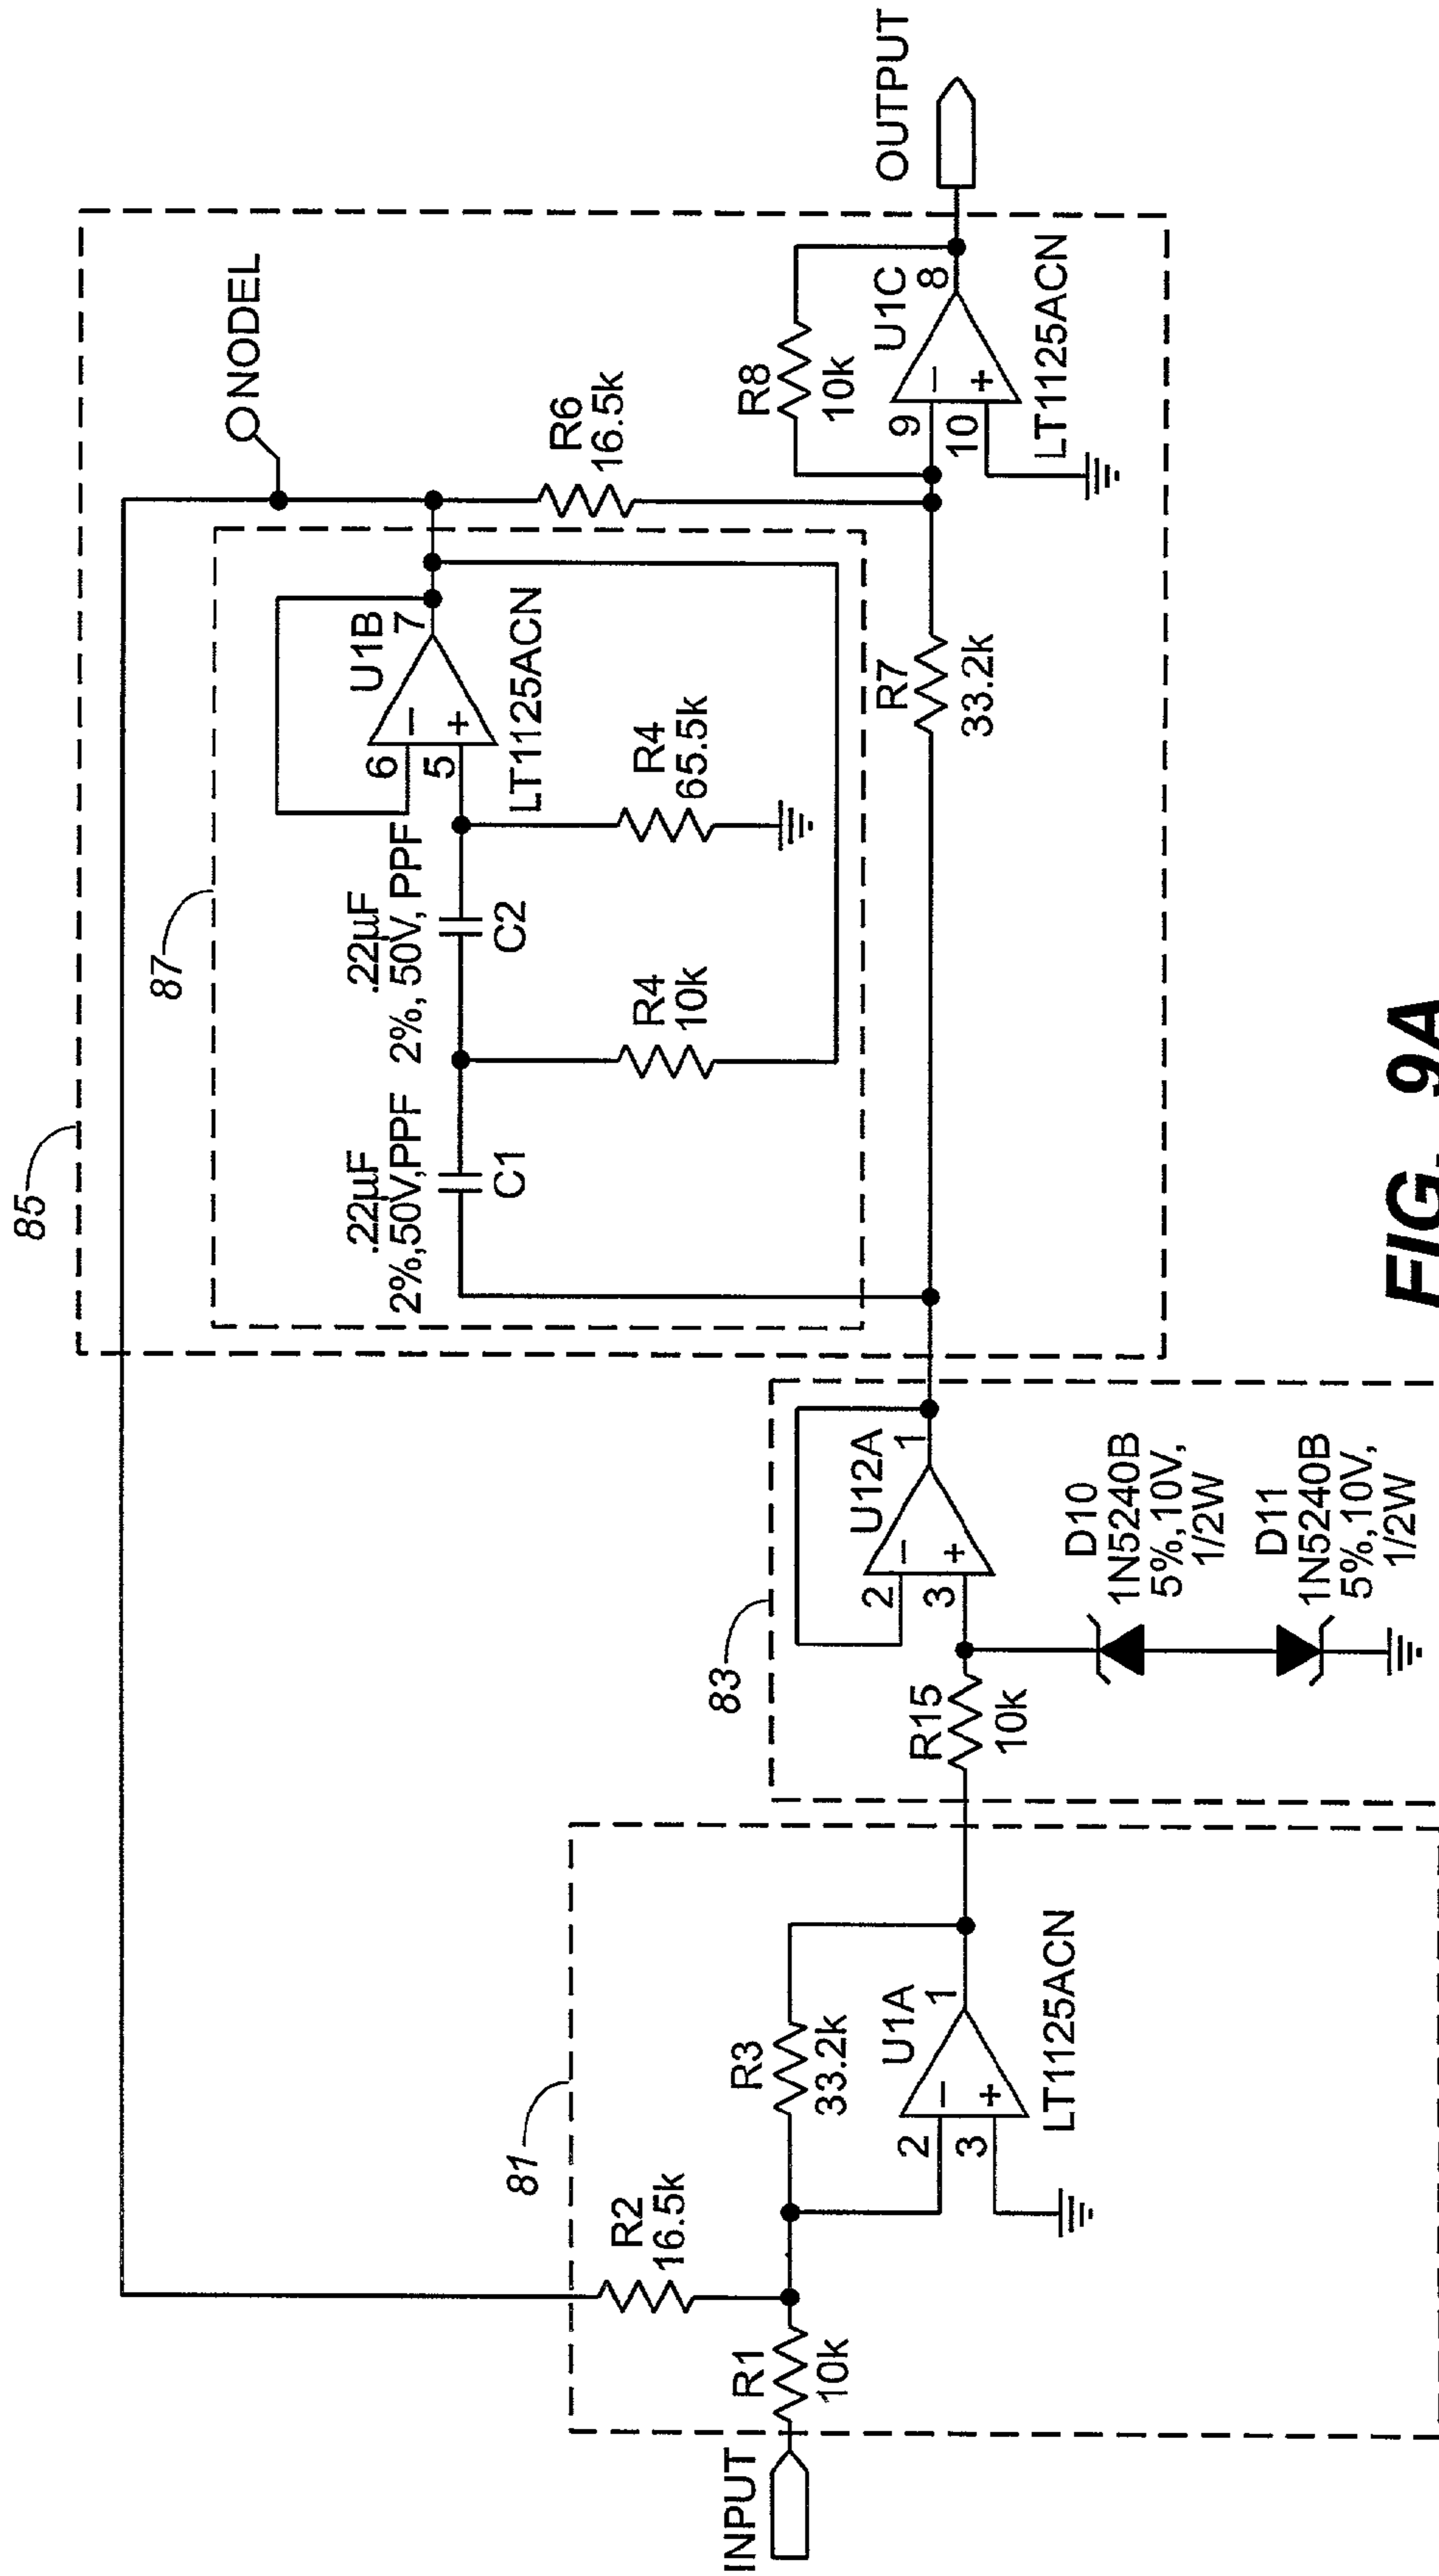 85
87
NODEL
.22µF
2%,50V,PPF
C1
.22µF
2%, 50V, PPF
C2
R4
10k
R4
65.5k
U1B
6
5
7
LT1125ACN
R6
16.5k
R7
33.2k
R8
10k
U1C
9
10
8
LT1125ACN
OUTPUT
83
U12A
2
3
1
R15
10k
D10
1N5240B
5%,10V,
1/2W
D11
1N5240B
5%,10V,
1/2W
81
R2
16.5k
INPUT
R1
10k
R3
33.2k
U1A
2
3
1
LT1125ACN
FIG. 9A